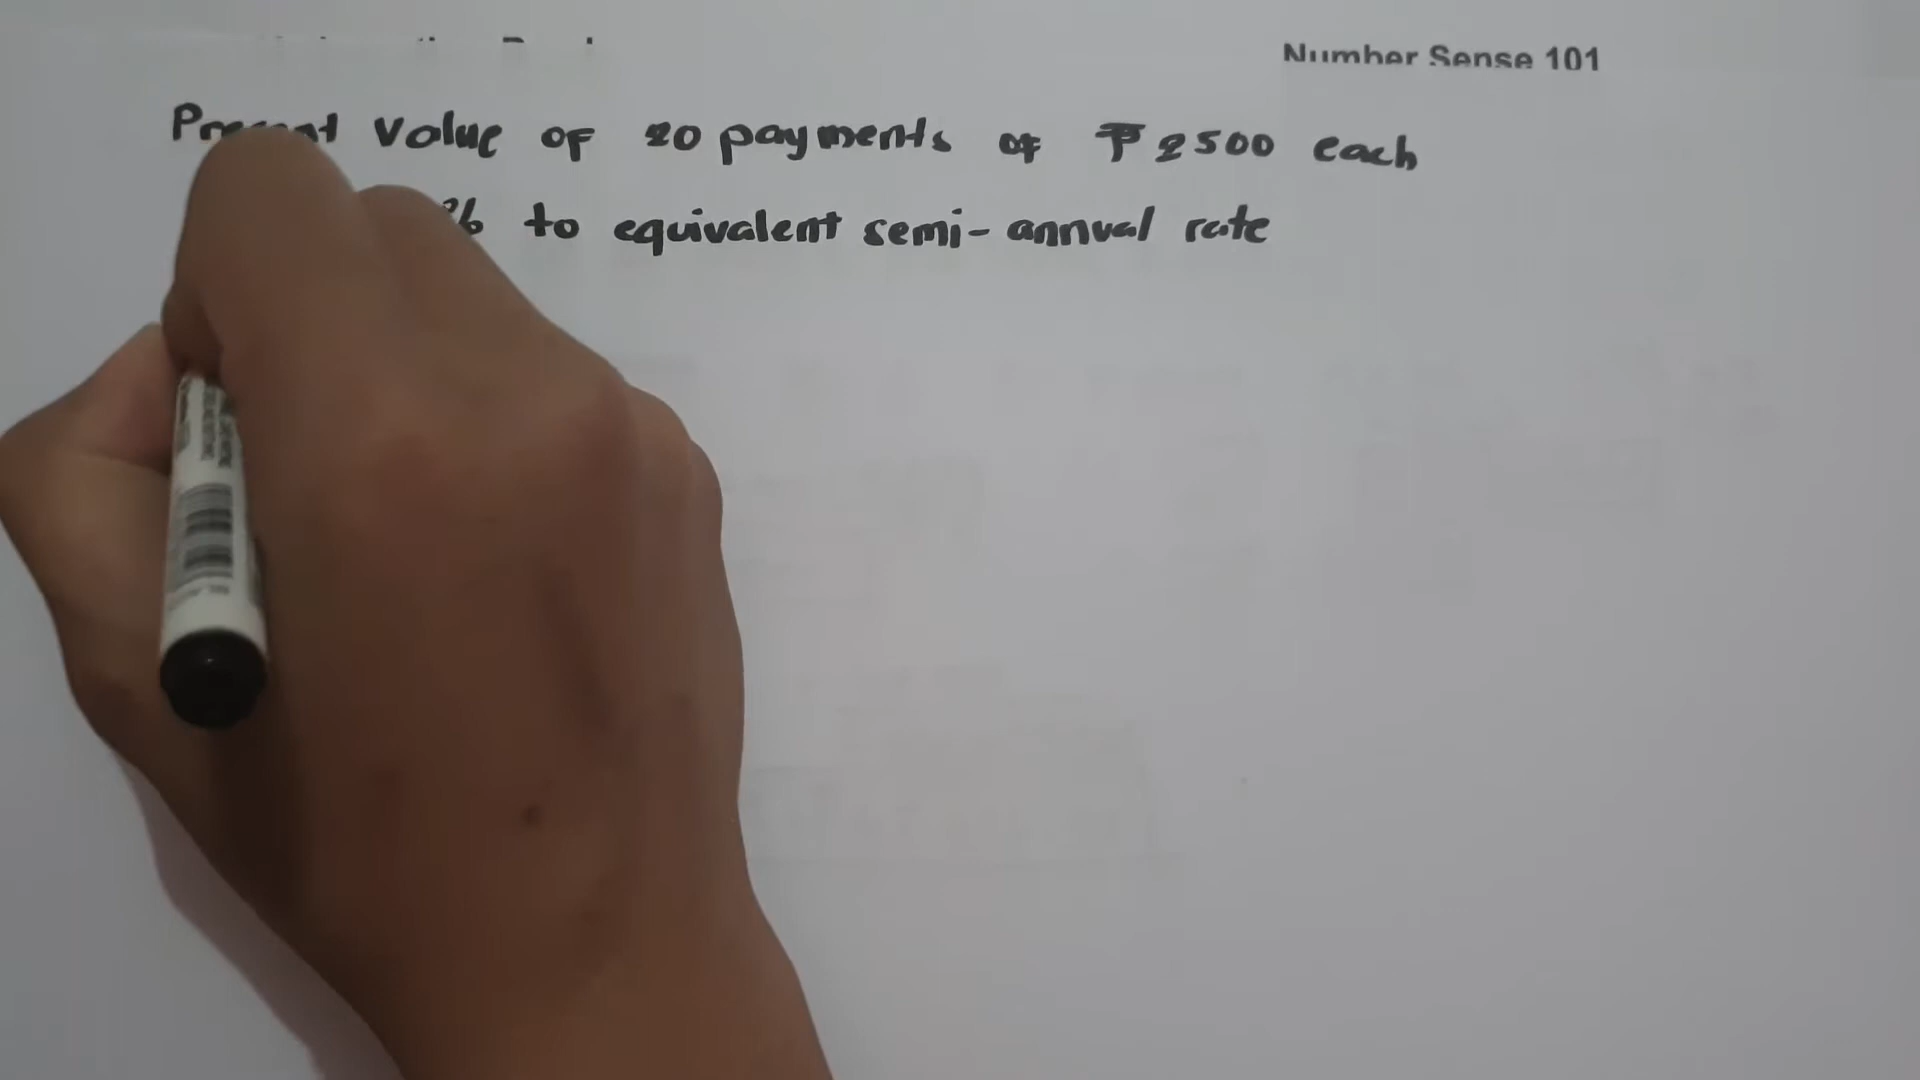 Number Sense 101
Present Value of 20 payments of ₱2500 each
% to equivalent semi-annual rate